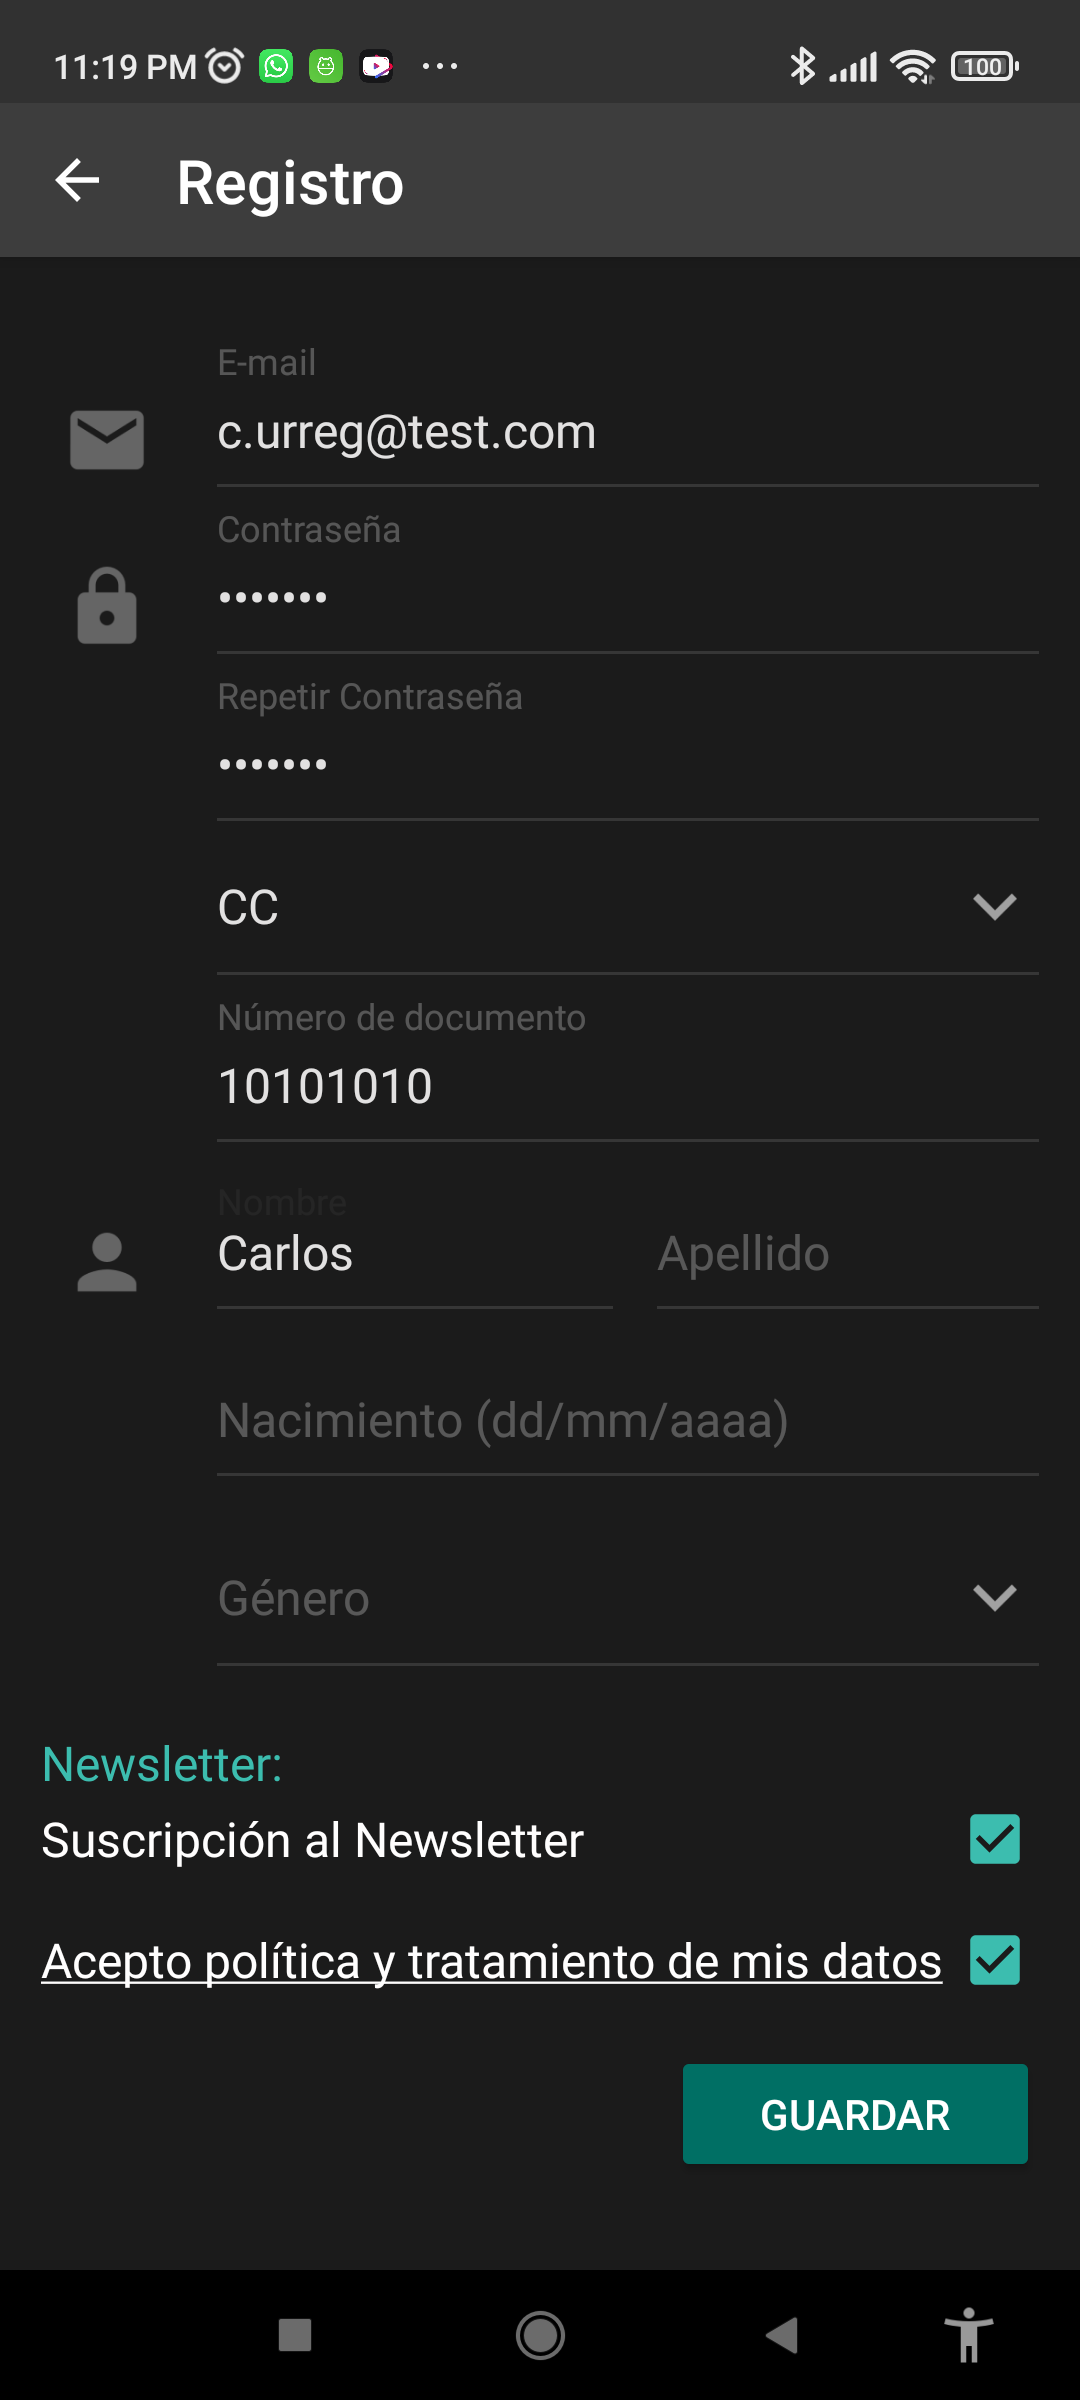 11:19 PM
100
Registro
E-mail
c.urreg@test.com
Contraseña
•••••••
Repetir Contraseña
•••••••
CC
Número de documento
10101010
Nombre
Carlos
Apellido
Nacimiento (dd/mm/aaaa)
Género
Newsletter:
Suscripción al Newsletter
Acepto política y tratamiento de mis datos
GUARDAR